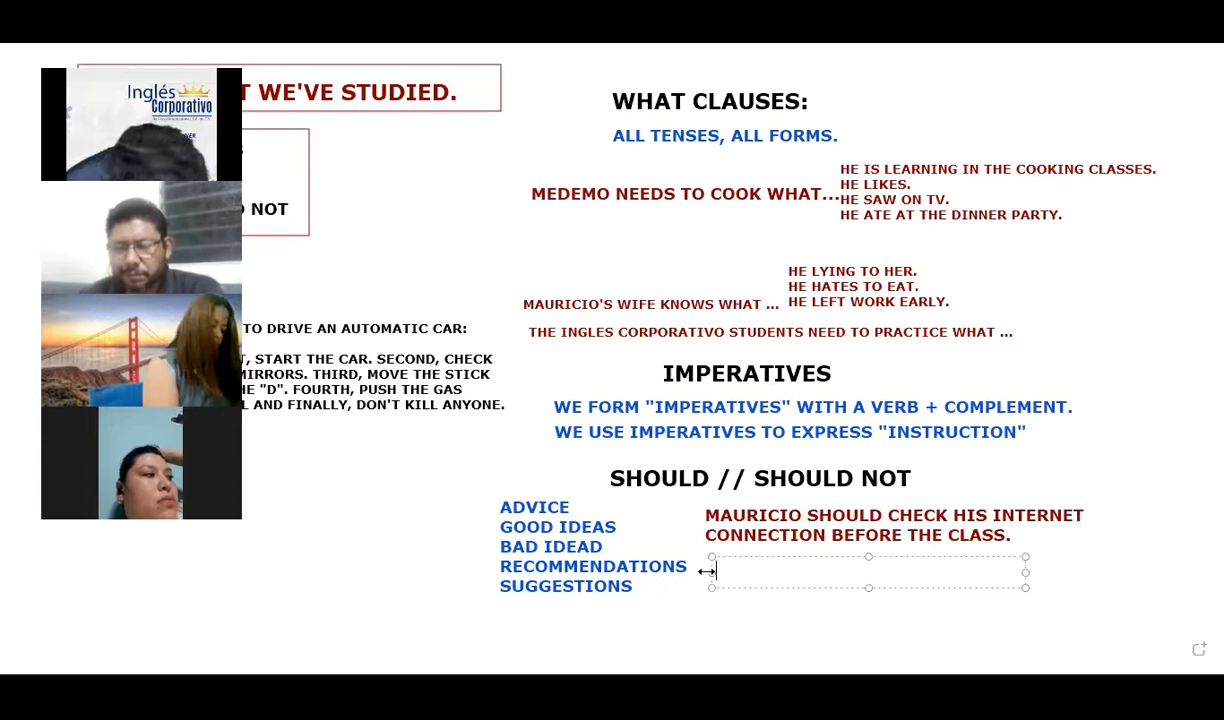 Inglés
Corporativo
T WE'VE STUDIED.
NOT
TO DRIVE AN AUTOMATIC CAR:
, START THE CAR. SECOND, CHECK
MIRRORS. THIRD, MOVE THE STICK
HE "D". FOURTH, PUSH THE GAS
L AND FINALLY, DON'T KILL ANYONE.
WHAT CLAUSES:
ALL TENSES, ALL FORMS.
MEDEMO NEEDS TO COOK WHAT...
HE IS LEARNING IN THE COOKING CLASSES.
HE LIKES.
HE SAW ON TV.
HE ATE AT THE DINNER PARTY.
HE LYING TO HER.
HE HATES TO EAT.
HE LEFT WORK EARLY.
MAURICIO'S WIFE KNOWS WHAT ...
THE INGLES CORPORATIVO STUDENTS NEED TO PRACTICE WHAT ...
IMPERATIVES
WE FORM "IMPERATIVES" WITH A VERB + COMPLEMENT.
WE USE IMPERATIVES TO EXPRESS "INSTRUCTION"
SHOULD // SHOULD NOT
ADVICE
GOOD IDEAS
BAD IDEAD
RECOMMENDATIONS
SUGGESTIONS
MAURICIO SHOULD CHECK HIS INTERNET
CONNECTION BEFORE THE CLASS.